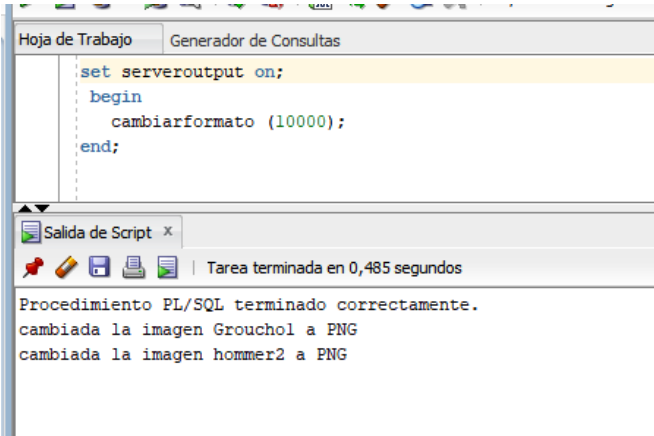 Hoja de Trabajo Generador de Consultas
set serveroutput on;
begin
cambiarformato (10000);
end;
Salida de Script x
Tarea terminada en 0,485 segundos
Procedimiento PL/SQL terminado correctamente.
cambiada la imagen Grouchol a PNG
cambiada la imagen hommer2 a PNG